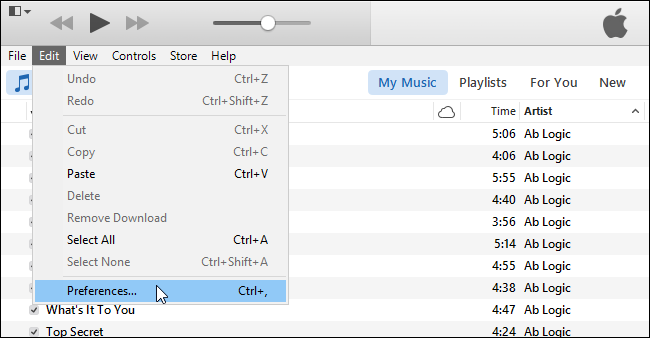 File Edit View Controls Store Help
Undo Ctrl+Z
Redo Ctrl+Shift+Z
My Music Playlists For You New
Cut Ctrl+X
Copy Ctrl+C
Paste Ctrl+V
Delete
Remove Download
Select All Ctrl+A
Select None Ctrl+Shift+A
Preferences... Ctrl+,
Time Artist
5:06 Ab Logic
4:06 Ab Logic
5:55 Ab Logic
4:40 Ab Logic
3:56 Ab Logic
5:14 Ab Logic
4:55 Ab Logic
4:38 Ab Logic
What's It To You 4:47 Ab Logic
Top Secret 4:24 Ab Logic